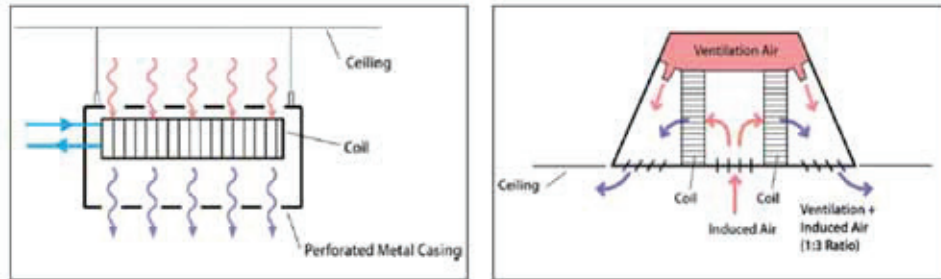 Ceiling
Coil
Perforated Metal Casing
Ventilation Air
Ceiling
Coil
Coil
Induced Air
Ventilation +
Induced Air
(1:3 Ratio)